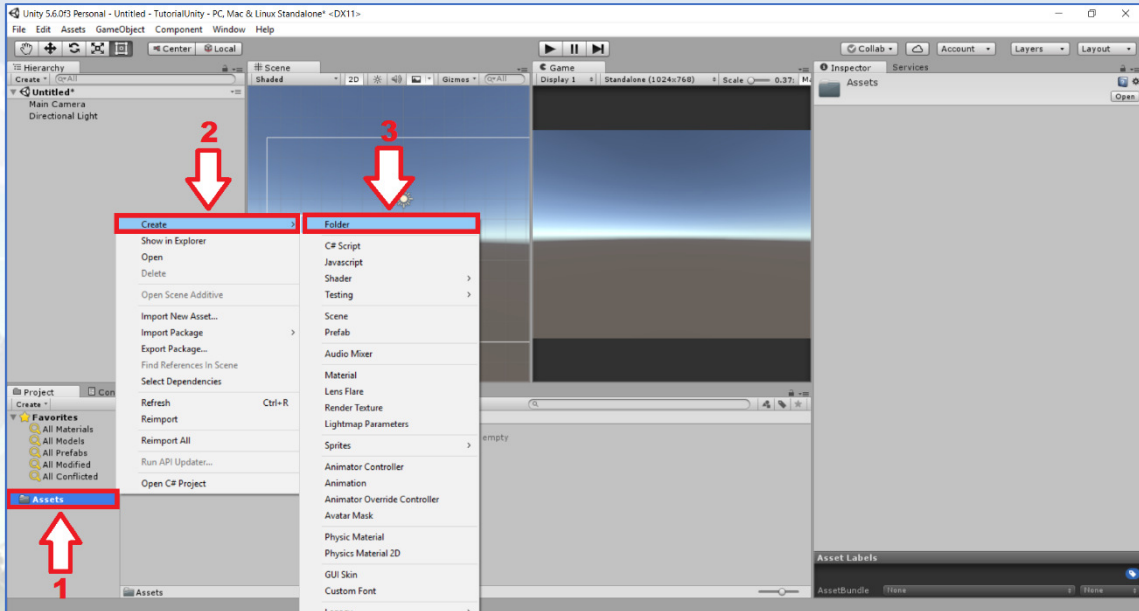 Unity 5.6.0f3 Personal - Untitled - TutorialUnity - PC, Mac & Linux Standalone* <DX11>
File Edit Assets GameObject Component Window Help
Center Local
Collab Account Layers Layout
Hierarchy
Create All
Untitled*
Main Camera
Directional Light
Scene
Shaded 2D Gizmos All
Game
Display 1 Standalone (1024x768) Scale 0.37:
Inspector Services
Assets
Open
2
3
Create
Show in Explorer
Open
Delete
Open Scene Additive
Import New Asset...
Import Package
Export Package...
Find References In Scene
Select Dependencies
Refresh Ctrl+R
Reimport
Reimport All
Run API Updater...
Open C# Project
Folder
C# Script
Javascript
Shader
Testing
Scene
Prefab
Audio Mixer
Material
Lens Flare
Render Texture
Lightmap Parameters
Sprites
Animator Controller
Animation
Animator Override Controller
Avatar Mask
Physic Material
Physics Material 2D
GUI Skin
Custom Font
Project
Create
Favorites
All Materials
All Models
All Prefabs
All Modified
All Conflicted
Assets
1
empty
Assets
Asset Labels
AssetBundle None None